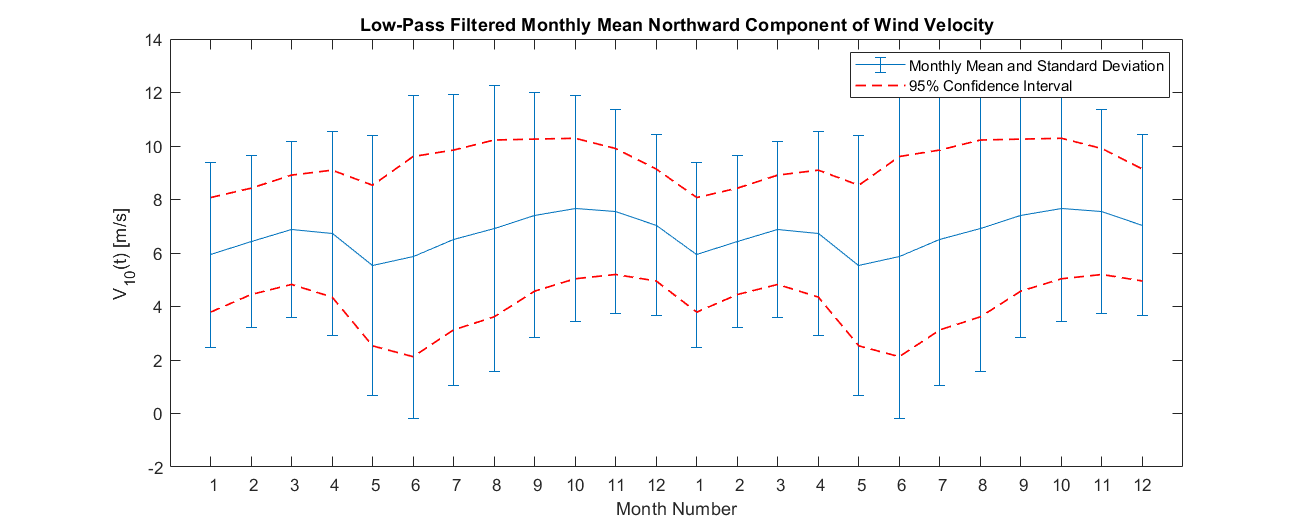 Low-Pass Filtered Monthly Mean Northward Component of Wind Velocity
14
12
10
8
6
4
2
0
-2
V10(t) [m/s]
Monthly Mean and Standard Deviation
95% Confidence Interval
1 2 3 4 5 6 7 8 9 10 11 12 1 2 3 4 5 6 7 8 9 10 11 12
Month Number